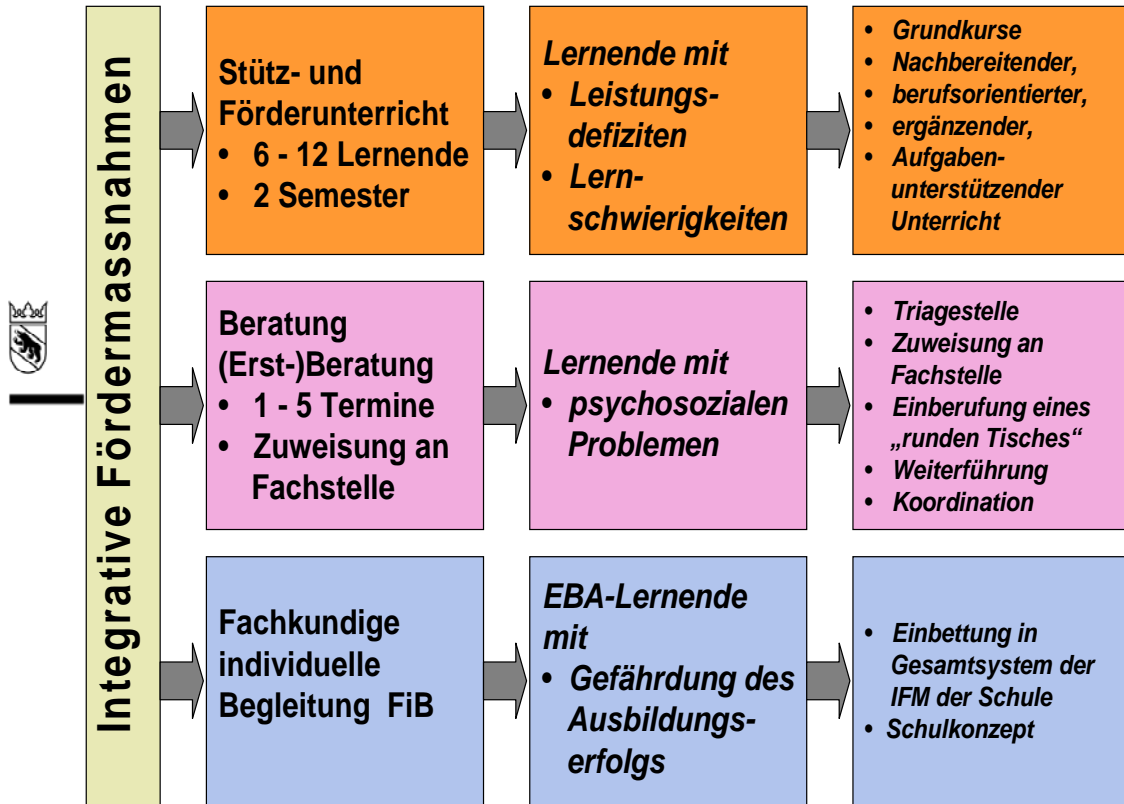 Integrative Fördermassnahmen
Stütz- und
Förderunterricht
• 6 - 12 Lernende
• 2 Semester
Lernende mit
• Leistungs-
defiziten
• Lern-
schwierigkeiten
• Grundkurse
• Nachbereitender,
• berufsorientierter,
• ergänzender,
• Aufgaben-
unterstützender
Unterricht
Beratung
(Erst-)Beratung
• 1 - 5 Termine
• Zuweisung an
Fachstelle
Lernende mit
• psychosozialen
Problemen
• Triagestelle
• Zuweisung an
Fachstelle
• Einberufung eines
„runden Tisches“
• Weiterführung
• Koordination
Fachkundige
individuelle
Begleitung FiB
EBA-Lernende
mit
• Gefährdung des
Ausbildungs-
erfolgs
• Einbettung in
Gesamtsystem der
IFM der Schule
• Schulkonzept